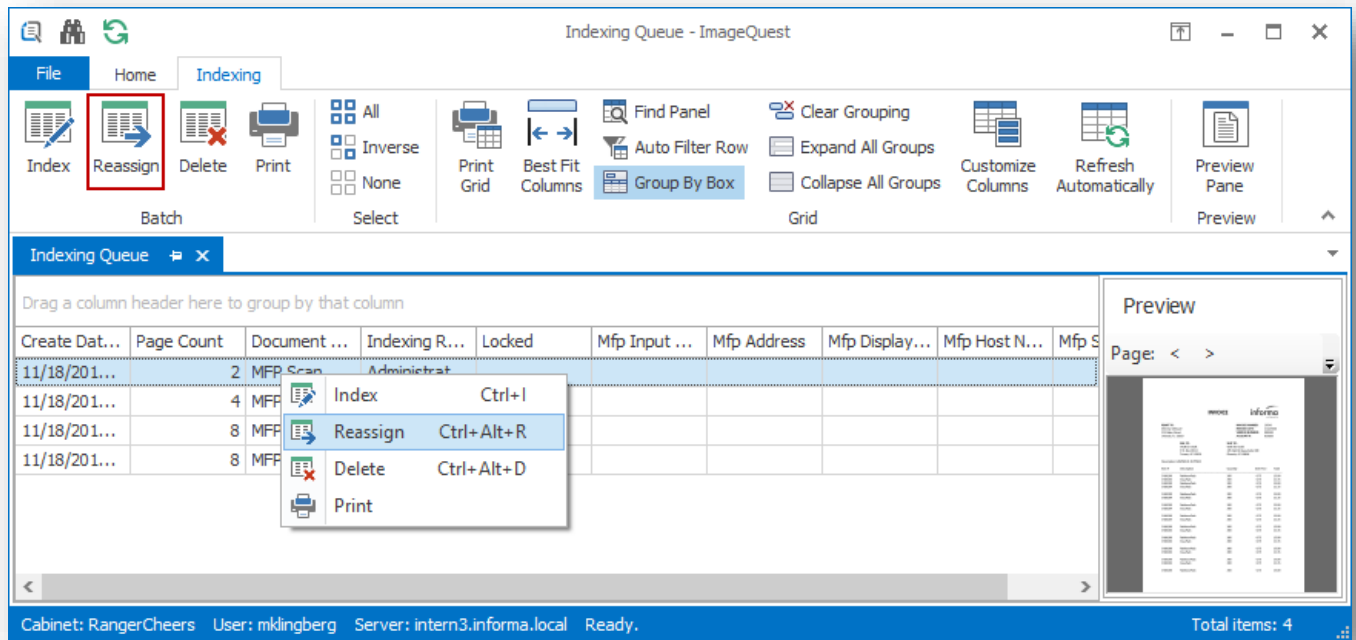 Indexing Queue - ImageQuest
File Home Indexing
Index Reassign Delete Print
All
Inverse
None
Print Grid
Best Fit Columns
Find Panel
Auto Filter Row
Group By Box
Clear Grouping
Expand All Groups
Collapse All Groups
Customize Columns
Refresh Automatically
Preview Pane
Batch Select Grid Preview
Indexing Queue
Drag a column header here to group by that column
Create Dat... Page Count Document ... Indexing R... Locked Mfp Input ... Mfp Address Mfp Display... Mfp Host N... Mfp S
11/18/201... 2 MFP Scan Administrat
11/18/201... 4 MFP
11/18/201... 8 MFP
11/18/201... 8 MFP
Index Ctrl+I
Reassign Ctrl+Alt+R
Delete Ctrl+Alt+D
Print
Preview
Page: < >
INVOICE informa
Cabinet: RangerCheers User: mklingberg Server: intern3.informa.local Ready. Total items: 4